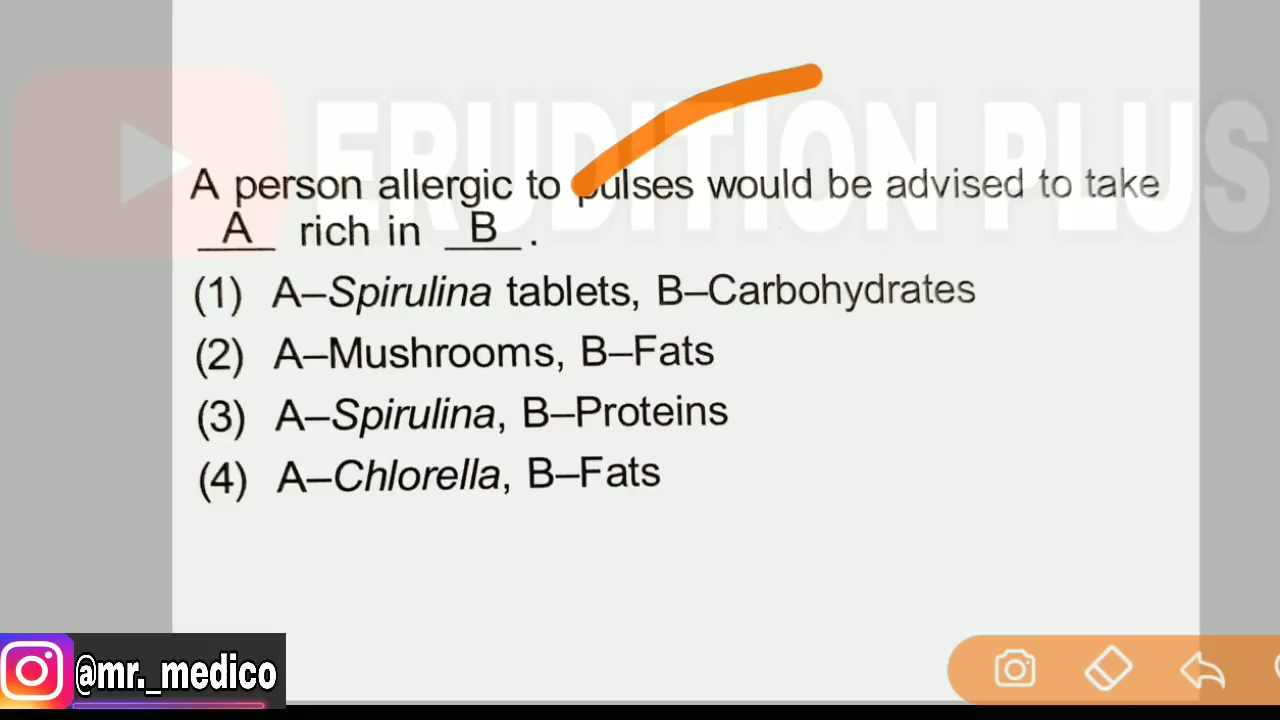 ERUDITION PLUS
A person allergic to pulses would be advised to take
A rich in B .
(1) A–Spirulina tablets, B–Carbohydrates
(2) A–Mushrooms, B–Fats
(3) A–Spirulina, B–Proteins
(4) A–Chlorella, B–Fats
@mr._medico